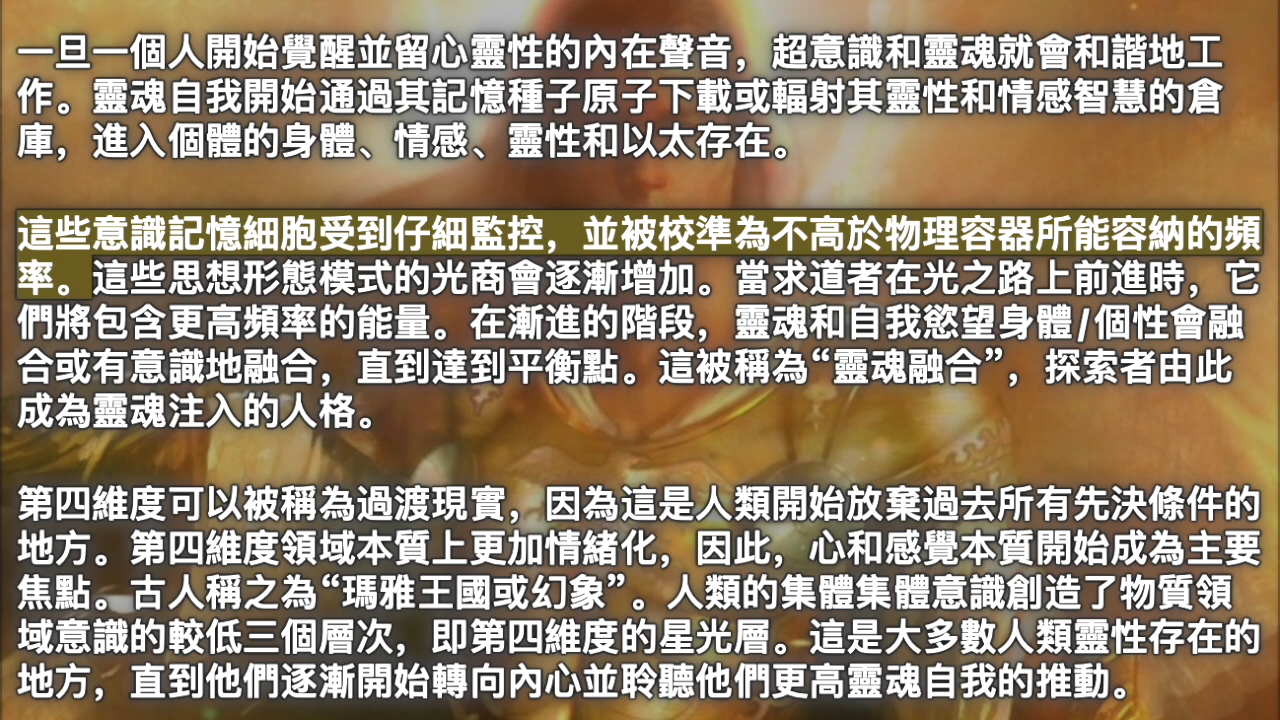 一旦一個人開始覺醒並留心靈性的內在聲音，超意識和靈魂就會和諧地工
作。靈魂自我開始通過其記憶種子原子下載或輻射其靈性和情感智慧的倉
庫，進入個體的身體、情感、靈性和以太存在。
這些意識記憶細胞受到仔細監控，並被校準為不高於物理容器所能容納的頻
率。這些思想形態模式的光商會逐漸增加。當求道者在光之路上前進時，它
們將包含更高頻率的能量。在漸進的階段，靈魂和自我慾望身體/個性會融
合或有意識地融合，直到達到平衡點。這被稱為“靈魂融合”，探索者由此
成為靈魂注入的人格。
第四維度可以被稱為過渡現實，因為這是人類開始放棄過去所有先決條件的
地方。第四維度領域本質上更加情緒化，因此，心和感覺本質開始成為主要
焦點。古人稱之為“瑪雅王國或幻象”。人類的集體集體意識創造了物質領
域意識的較低三個層次，即第四維度的星光層。這是大多數人類靈性存在的
地方，直到他們逐漸開始轉向內心並聆聽他們更高靈魂自我的推動。